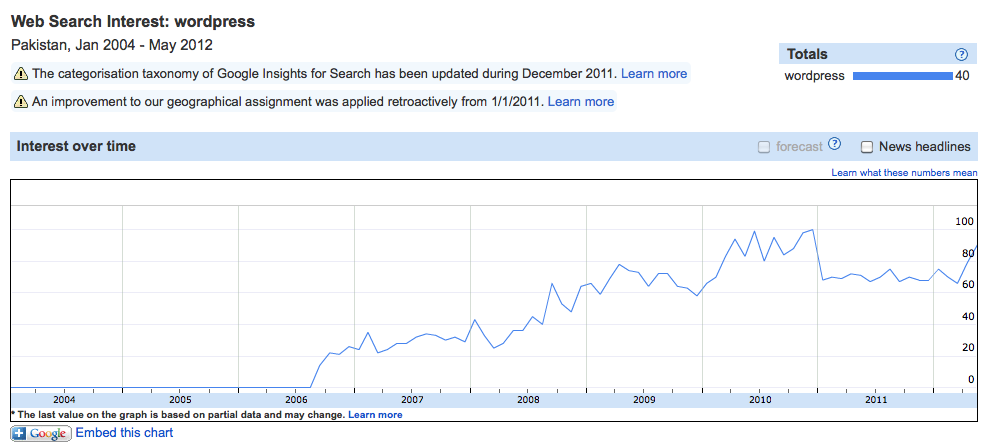 Web Search Interest: wordpress
Pakistan, Jan 2004 - May 2012
Totals ?
wordpress 40
The categorisation taxonomy of Google Insights for Search has been updated during December 2011. Learn more
An improvement to our geographical assignment was applied retroactively from 1/1/2011. Learn more
Interest over time forecast ? News headlines
Learn what these numbers mean
100
80
60
40
20
0
2004 2005 2006 2007 2008 2009 2010 2011
* The last value on the graph is based on partial data and may change. Learn more
Google Embed this chart